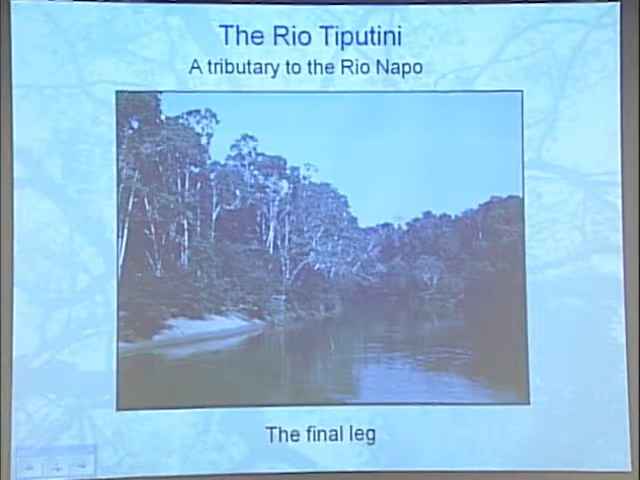 The Rio Tiputini
A tributary to the Rio Napo
The final leg